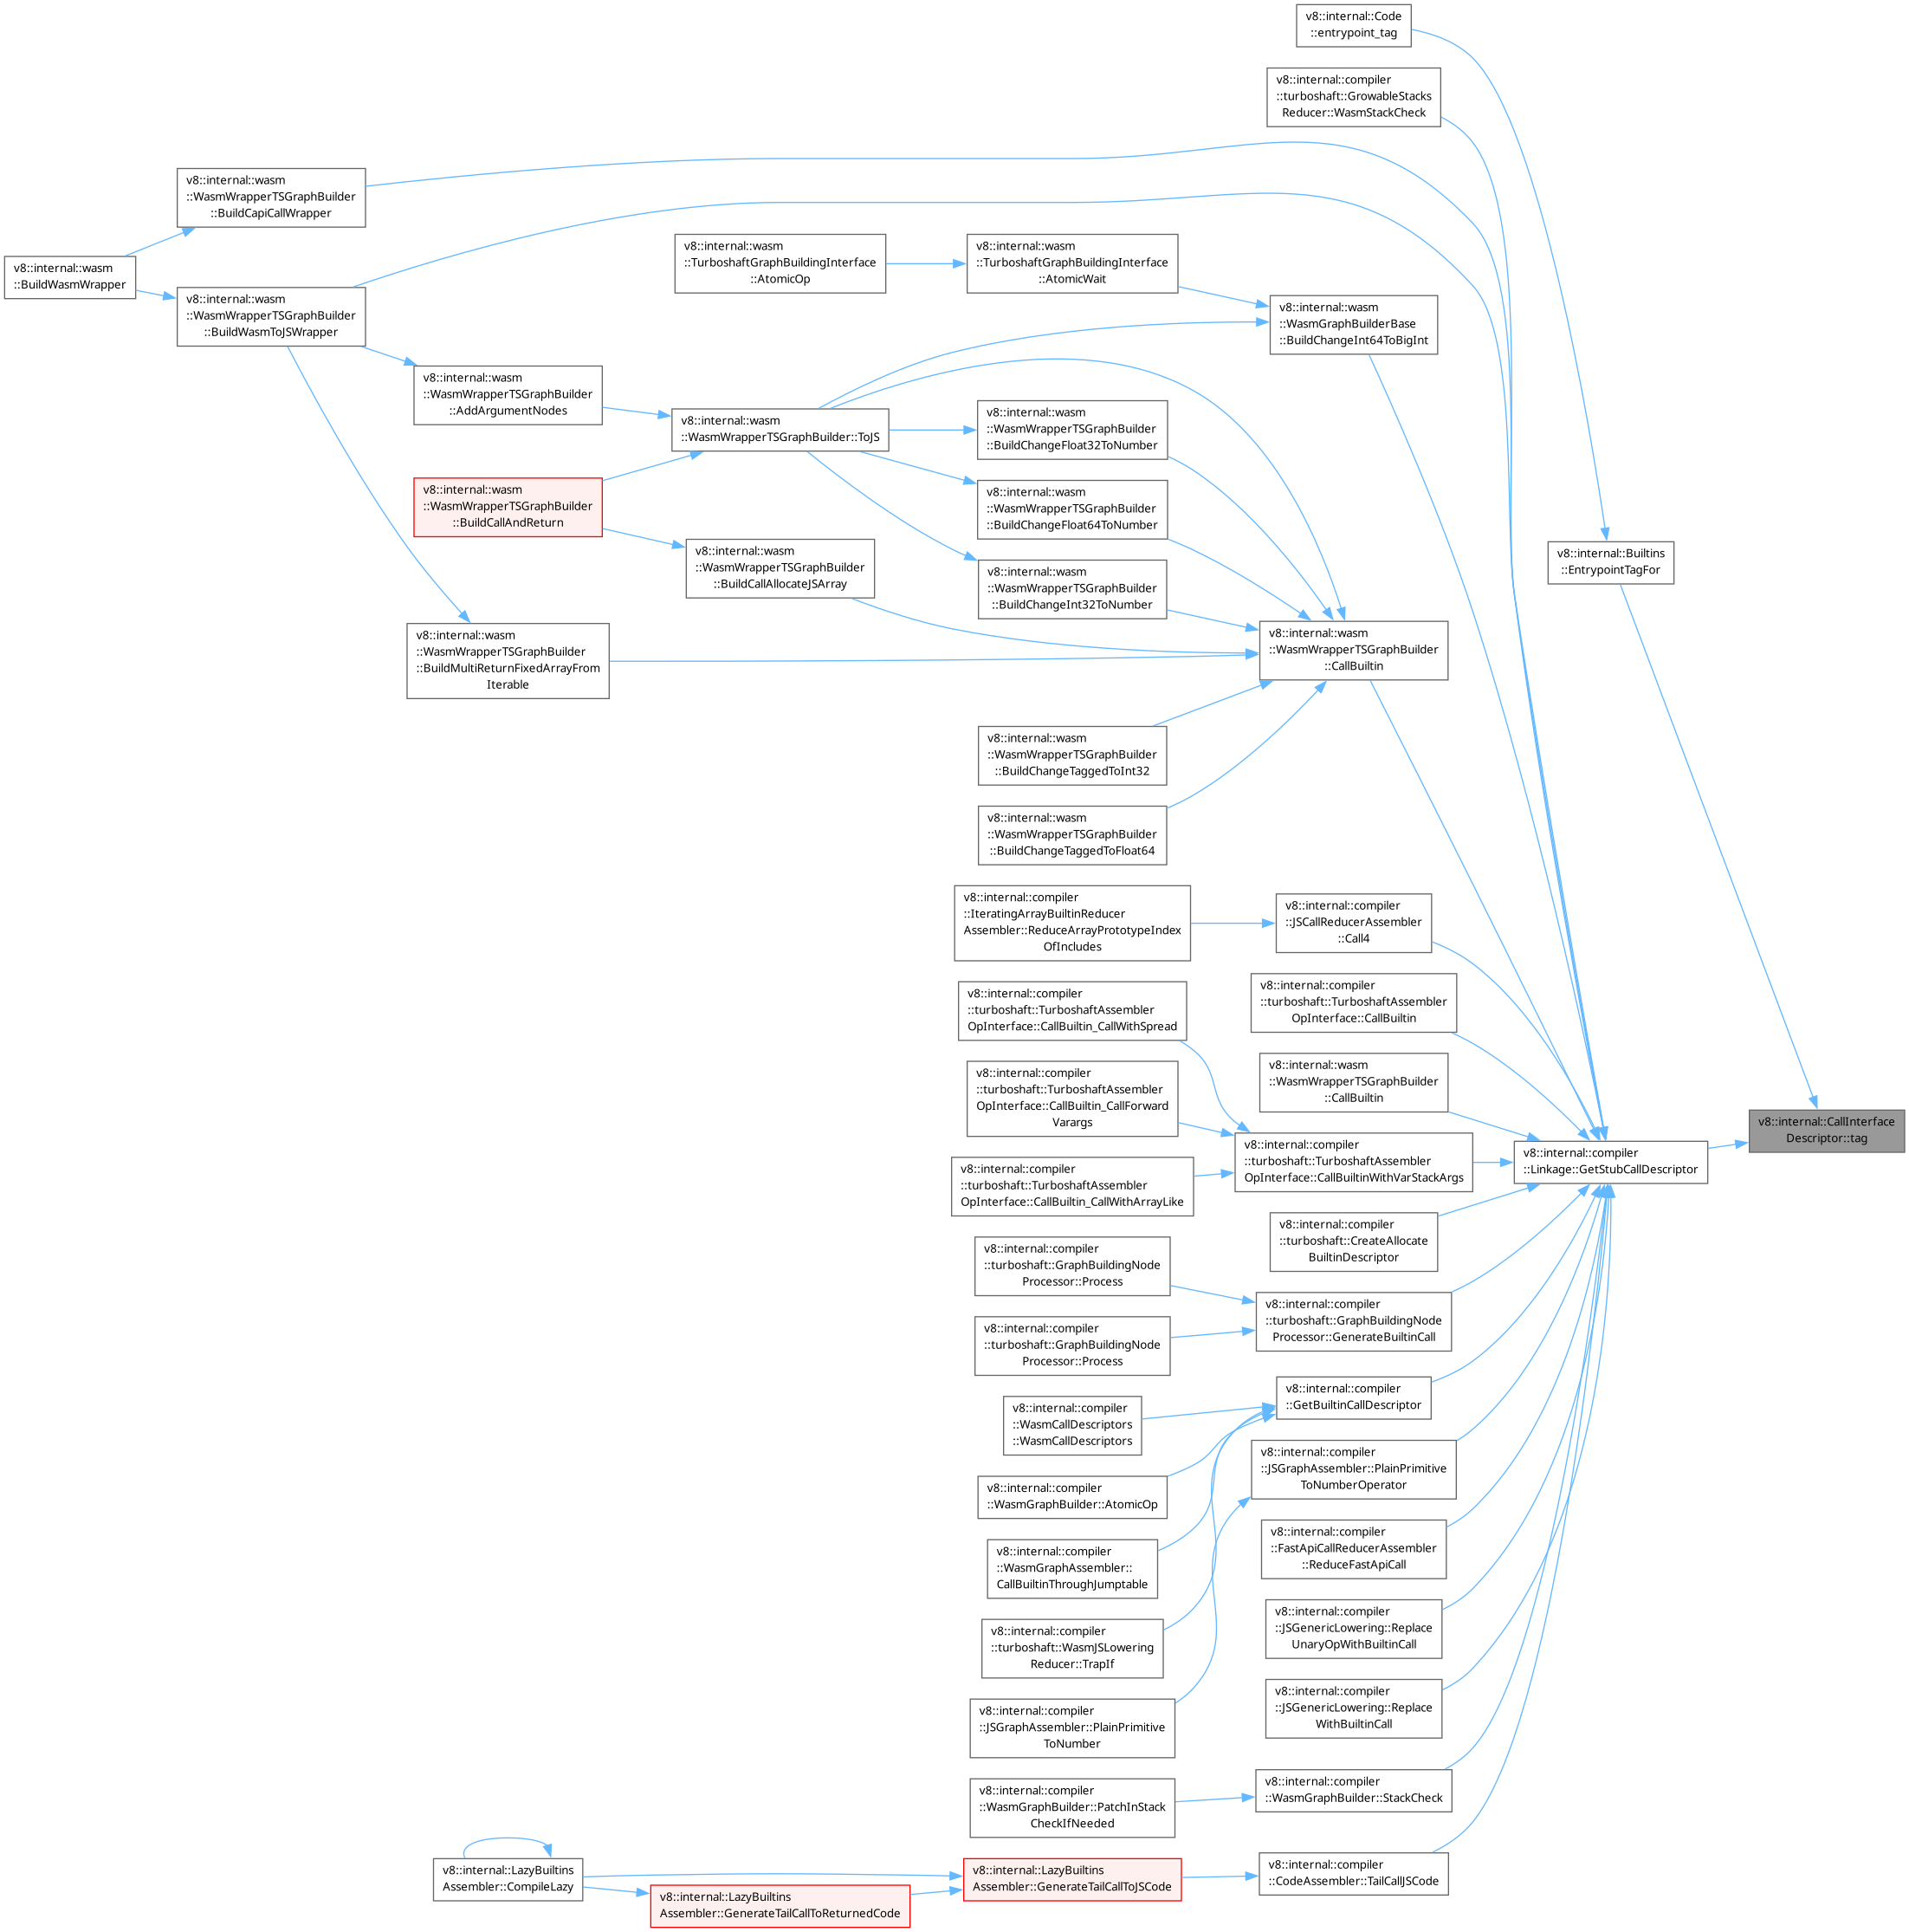 v8::internal::Code
::entrypoint_tag
v8::internal::compiler
::turboshaft::GrowableStacks
Reducer::WasmStackCheck
v8::internal::wasm
::WasmWrapperTSGraphBuilder
::BuildCapiCallWrapper
v8::internal::wasm
::BuildWasmWrapper
v8::internal::wasm
::WasmWrapperTSGraphBuilder
::BuildWasmToJSWrapper
v8::internal::wasm
::TurboshaftGraphBuildingInterface
::AtomicOp
v8::internal::wasm
::TurboshaftGraphBuildingInterface
::AtomicWait
v8::internal::wasm
::WasmGraphBuilderBase
::BuildChangeInt64ToBigInt
v8::internal::wasm
::WasmWrapperTSGraphBuilder
::AddArgumentNodes
v8::internal::wasm
::WasmWrapperTSGraphBuilder::ToJS
v8::internal::wasm
::WasmWrapperTSGraphBuilder
::BuildChangeFloat32ToNumber
v8::internal::wasm
::WasmWrapperTSGraphBuilder
::BuildCallAndReturn
v8::internal::wasm
::WasmWrapperTSGraphBuilder
::BuildChangeFloat64ToNumber
v8::internal::wasm
::WasmWrapperTSGraphBuilder
::BuildCallAllocateJSArray
v8::internal::wasm
::WasmWrapperTSGraphBuilder
::BuildChangeInt32ToNumber
v8::internal::Builtins
::EntrypointTagFor
v8::internal::wasm
::WasmWrapperTSGraphBuilder
::BuildMultiReturnFixedArrayFrom
Iterable
v8::internal::wasm
::WasmWrapperTSGraphBuilder
::CallBuiltin
v8::internal::wasm
::WasmWrapperTSGraphBuilder
::BuildChangeTaggedToInt32
v8::internal::wasm
::WasmWrapperTSGraphBuilder
::BuildChangeTaggedToFloat64
v8::internal::compiler
::IteratingArrayBuiltinReducer
Assembler::ReduceArrayPrototypeIndex
OfIncludes
v8::internal::compiler
::JSCallReducerAssembler
::Call4
v8::internal::compiler
::turboshaft::TurboshaftAssembler
OpInterface::CallBuiltin_CallWithSpread
v8::internal::compiler
::turboshaft::TurboshaftAssembler
OpInterface::CallBuiltin
v8::internal::compiler
::turboshaft::TurboshaftAssembler
OpInterface::CallBuiltin_CallForward
Varargs
v8::internal::wasm
::WasmWrapperTSGraphBuilder
::CallBuiltin
v8::internal::CallInterface
Descriptor::tag
v8::internal::compiler
::turboshaft::TurboshaftAssembler
OpInterface::CallBuiltin_CallWithArrayLike
v8::internal::compiler
::turboshaft::TurboshaftAssembler
OpInterface::CallBuiltinWithVarStackArgs
v8::internal::compiler
::Linkage::GetStubCallDescriptor
v8::internal::compiler
::turboshaft::CreateAllocate
BuiltinDescriptor
v8::internal::compiler
::turboshaft::GraphBuildingNode
Processor::Process
v8::internal::compiler
::turboshaft::GraphBuildingNode
Processor::GenerateBuiltinCall
v8::internal::compiler
::turboshaft::GraphBuildingNode
Processor::Process
v8::internal::compiler
::WasmCallDescriptors
::WasmCallDescriptors
v8::internal::compiler
::GetBuiltinCallDescriptor
v8::internal::compiler
::WasmGraphBuilder::AtomicOp
v8::internal::compiler
::JSGraphAssembler::PlainPrimitive
ToNumberOperator
v8::internal::compiler
::WasmGraphAssembler::
CallBuiltinThroughJumptable
v8::internal::compiler
::FastApiCallReducerAssembler
::ReduceFastApiCall
v8::internal::compiler
::turboshaft::WasmJSLowering
Reducer::TrapIf
v8::internal::compiler
::JSGenericLowering::Replace
UnaryOpWithBuiltinCall
v8::internal::compiler
::JSGraphAssembler::PlainPrimitive
ToNumber
v8::internal::compiler
::JSGenericLowering::Replace
WithBuiltinCall
v8::internal::compiler
::WasmGraphBuilder::PatchInStack
CheckIfNeeded
v8::internal::compiler
::WasmGraphBuilder::StackCheck
v8::internal::LazyBuiltins
Assembler::CompileLazy
v8::internal::LazyBuiltins
Assembler::GenerateTailCallToReturnedCode
v8::internal::LazyBuiltins
Assembler::GenerateTailCallToJSCode
v8::internal::compiler
::CodeAssembler::TailCallJSCode